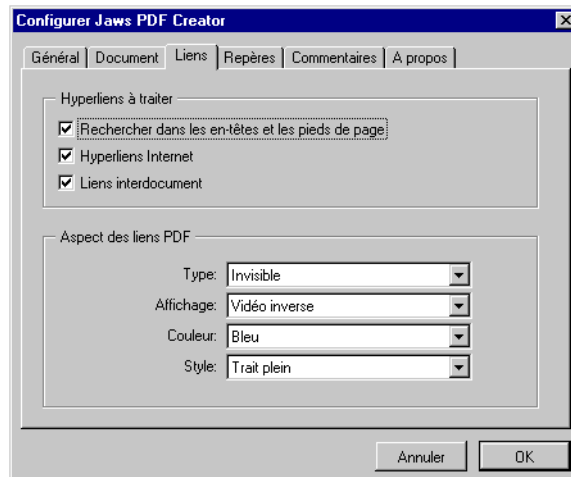 Configurer Jaws PDF Creator
Général Document Liens Repères Commentaires A propos
Hyperliens à traiter
Rechercher dans les en-têtes et les pieds de page
Hyperliens Internet
Liens interdocument
Aspect des liens PDF
Type: Invisible
Affichage: Vidéo inverse
Couleur: Bleu
Style: Trait plein
Annuler OK